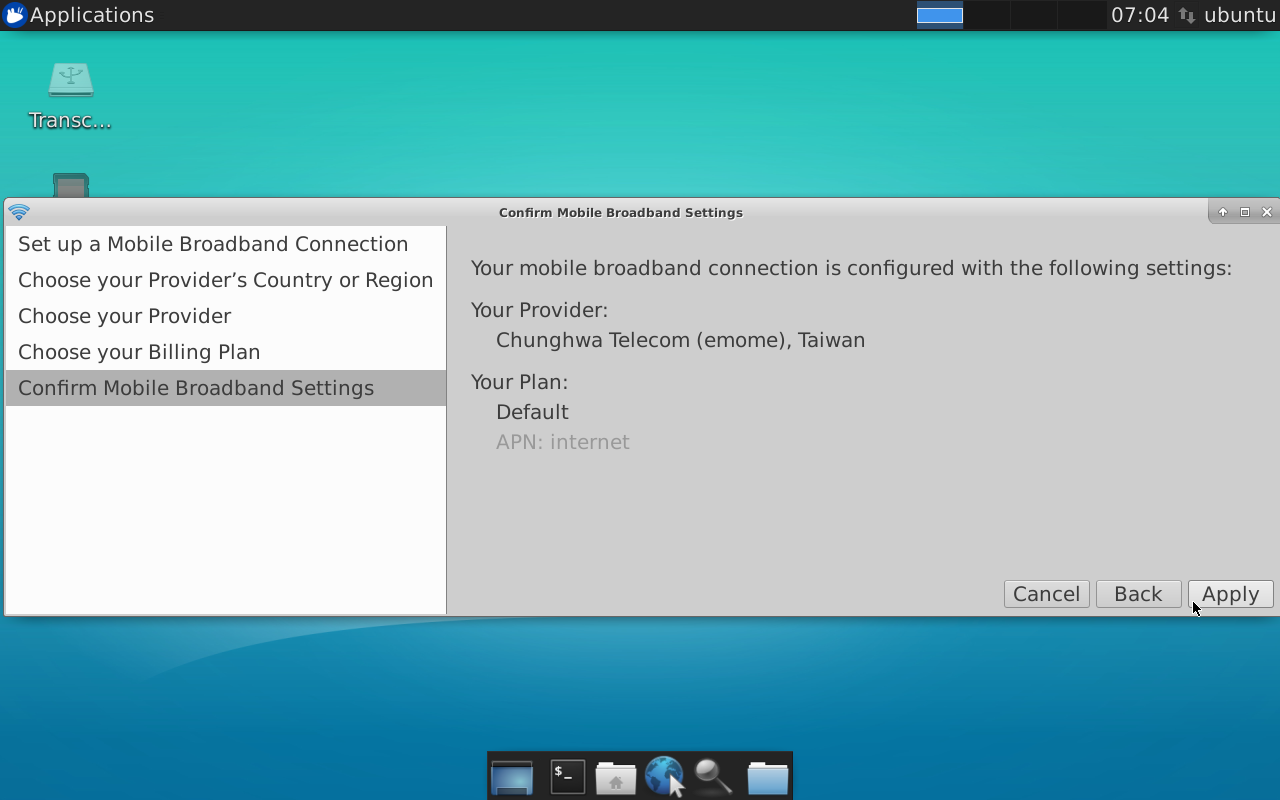 Applications
07:04
ubuntu
Transc...
Confirm Mobile Broadband Settings
Set up a Mobile Broadband Connection
Choose your Provider’s Country or Region
Choose your Provider
Choose your Billing Plan
Confirm Mobile Broadband Settings
Your mobile broadband connection is configured with the following settings:
Your Provider:
Chunghwa Telecom (emome), Taiwan
Your Plan:
Default
APN: internet
Cancel
Back
Apply
$_